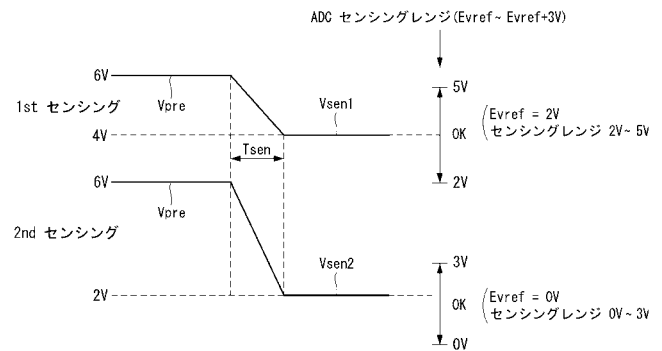 ADC センシングレンジ(Evref~ Evref+3V)
6V
Vpre
1st センシング
Vsen1
4V
Tsen
5V
OK
2V
(Evref = 2V
センシングレンジ 2V~ 5V
6V
Vpre
2nd センシング
Vsen2
2V
3V
OK
0V
(Evref = 0V
センシングレンジ 0V~ 3V